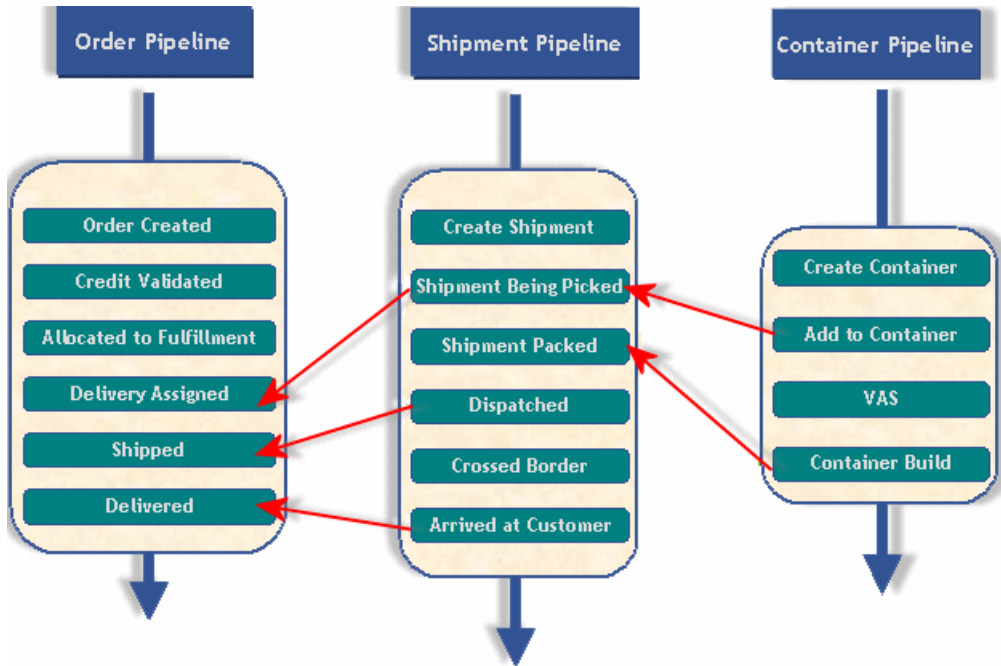 Order Pipeline
Shipment Pipeline
Container Pipeline
Order Created
Credit Validated
Allocated to Fulfillment
Delivery Assigned
Shipped
Delivered
Create Shipment
Shipment Being Picked
Shipment Packed
Dispatched
Crossed Border
Arrived at Customer
Create Container
Add to Container
VAS
Container Build